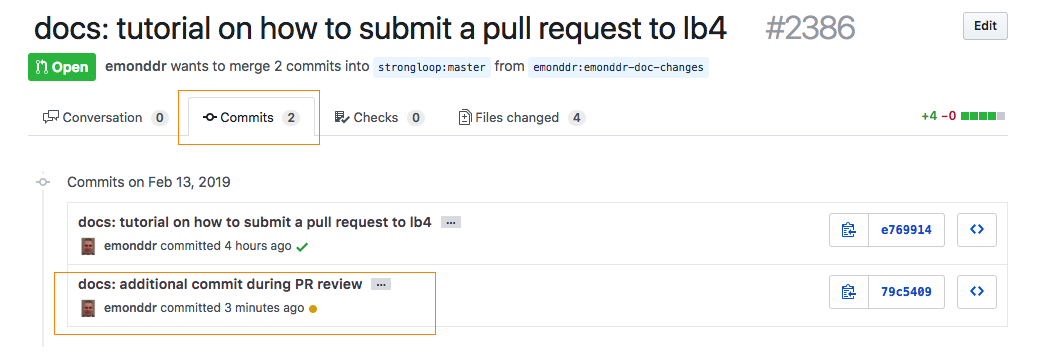 docs: tutorial on how to submit a pull request to lb4 #2386 Edit
Open emonddr wants to merge 2 commits into strongloop:master from emonddr:emonddr-doc-changes
Conversation 0 Commits 2 Checks 0 Files changed 4 +4 −0
Commits on Feb 13, 2019
docs: tutorial on how to submit a pull request to lb4 ...
emonddr committed 4 hours ago
e769914
docs: additional commit during PR review ...
emonddr committed 3 minutes ago
79c5409